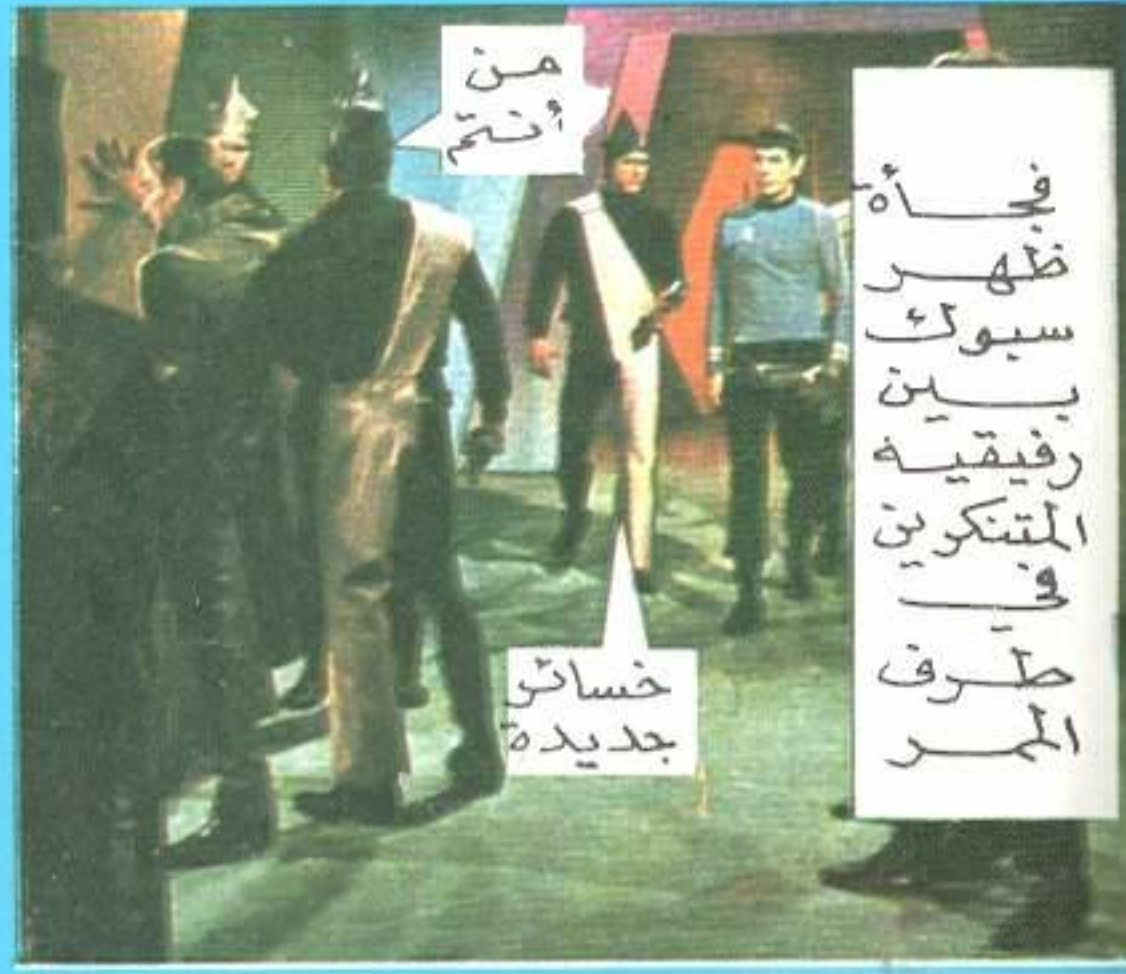 فجأة
ظهر
سبوك
بين
رفيقيه
المتنكرين
في
طرف
الممر
من
أنتم
خسائر
جديدة